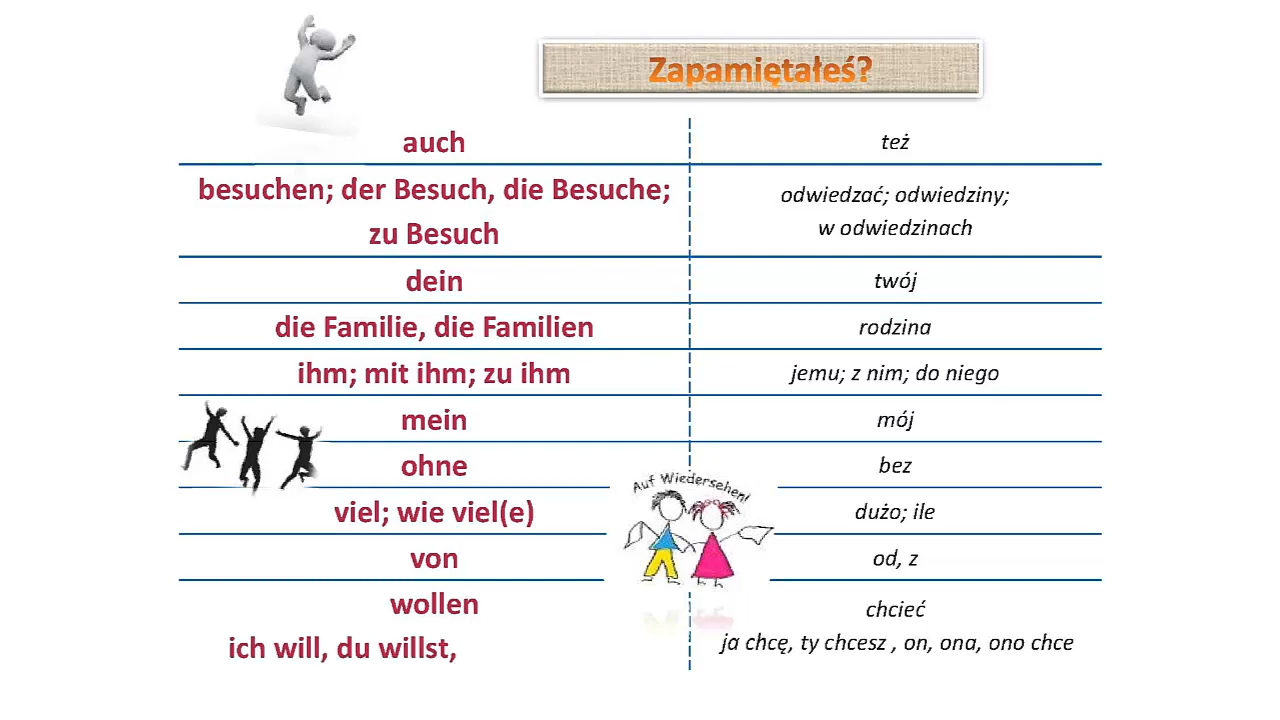 Zapamiętałeś?
auch
też
besuchen; der Besuch, die Besuche;
zu Besuch
odwiedzać; odwiedziny;
w odwiedzinach
dein
twój
die Familie, die Familien
rodzina
ihm; mit ihm; zu ihm
jemu; z nim; do niego
mein
mój
ohne
bez
Auf Wiedersehen!
viel; wie viel(e)
dużo; ile
von
od, z
wollen
ich will, du willst,
chcieć
ja chcę, ty chcesz , on, ona, ono chce